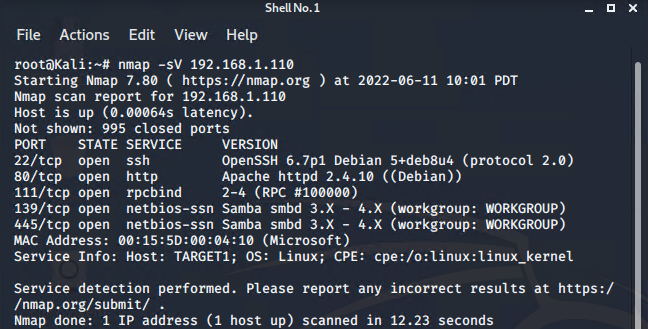 Shell No. 1
File Actions Edit View Help
root@Kali:~# nmap -sV 192.168.1.110
Starting Nmap 7.80 ( https://nmap.org ) at 2022-06-11 10:01 PDT
Nmap scan report for 192.168.1.110
Host is up (0.00064s latency).
Not shown: 995 closed ports
PORT    STATE SERVICE     VERSION
22/tcp  open  ssh         OpenSSH 6.7p1 Debian 5+deb8u4 (protocol 2.0)
80/tcp  open  http        Apache httpd 2.4.10 ((Debian))
111/tcp open  rpcbind     2-4 (RPC #100000)
139/tcp open  netbios-ssn Samba smbd 3.X - 4.X (workgroup: WORKGROUP)
445/tcp open  netbios-ssn Samba smbd 3.X - 4.X (workgroup: WORKGROUP)
MAC Address: 00:15:5D:00:04:10 (Microsoft)
Service Info: Host: TARGET1; OS: Linux; CPE: cpe:/o:linux:linux_kernel
Service detection performed. Please report any incorrect results at https:/
/nmap.org/submit/ .
Nmap done: 1 IP address (1 host up) scanned in 12.23 seconds